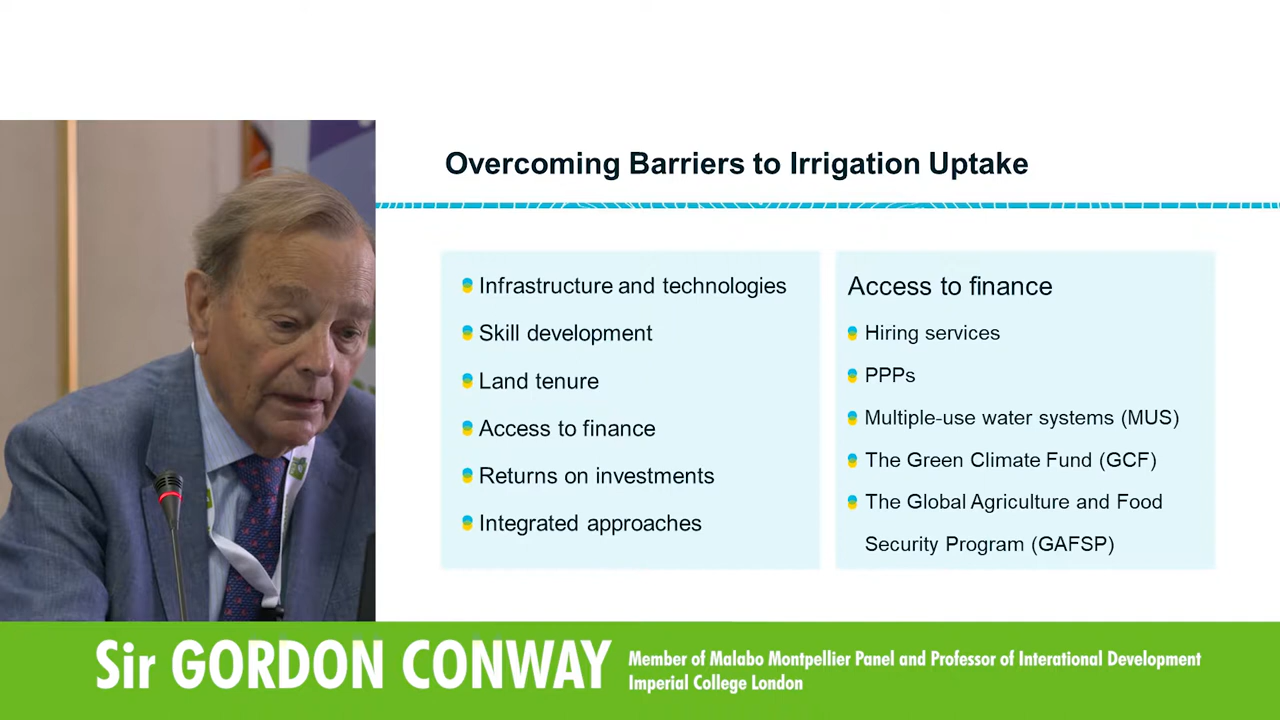 Overcoming Barriers to Irrigation Uptake
Infrastructure and technologies
Skill development
Land tenure
Access to finance
Returns on investments
Integrated approaches
Access to finance
Hiring services
PPPs
Multiple-use water systems (MUS)
The Green Climate Fund (GCF)
The Global Agriculture and Food
Security Program (GAFSP)
Sir GORDON CONWAY
Member of Malabo Montpellier Panel and Professor of Interational Development
Imperial College London